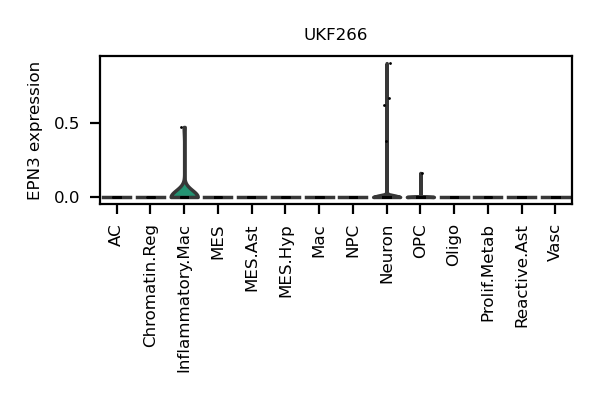 UKF266
EPN3 expression
0.5
0.0
AC
Chromatin.Reg
Inflammatory.Mac
MES
MES.Ast
MES.Hyp
Mac
NPC
Neuron
OPC
Oligo
Prolif.Metab
Reactive.Ast
Vasc